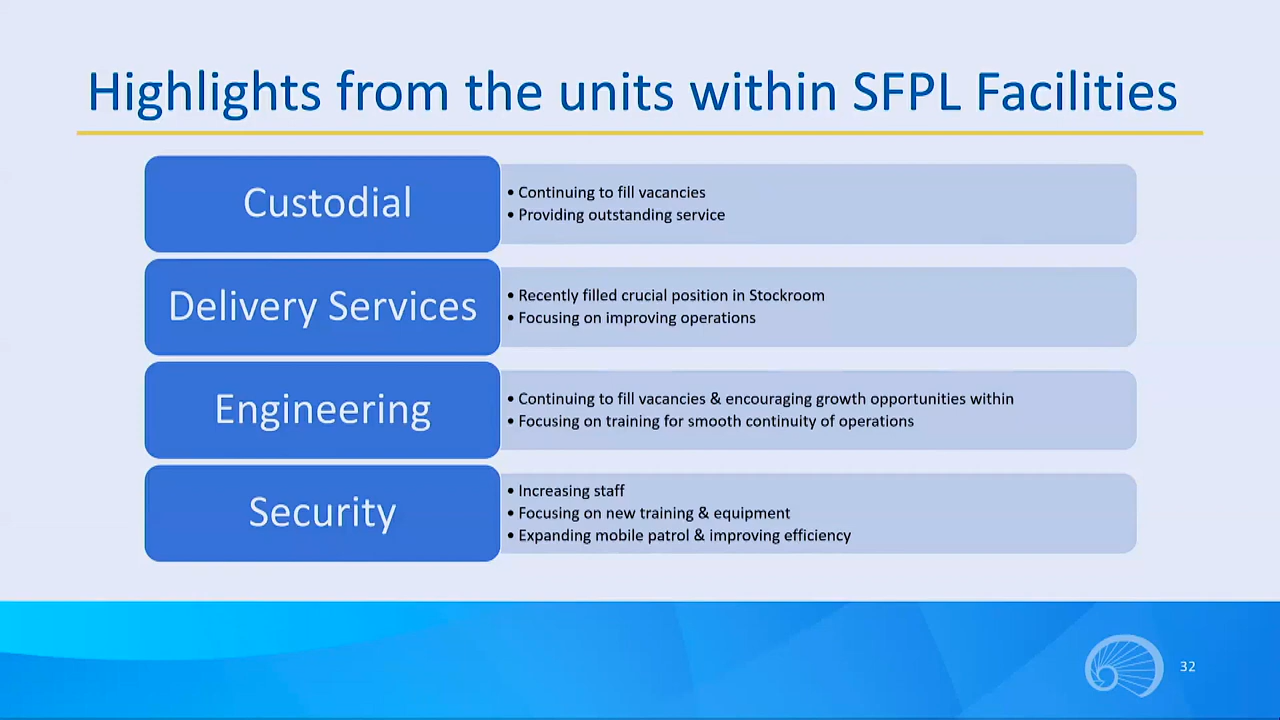 Highlights from the units within SFPL Facilities
Custodial
• Continuing to fill vacancies
• Providing outstanding service
Delivery Services
• Recently filled crucial position in Stockroom
• Focusing on improving operations
Engineering
• Continuing to fill vacancies & encouraging growth opportunities within
• Focusing on training for smooth continuity of operations
Security
• Increasing staff
• Focusing on new training & equipment
• Expanding mobile patrol & improving efficiency
32